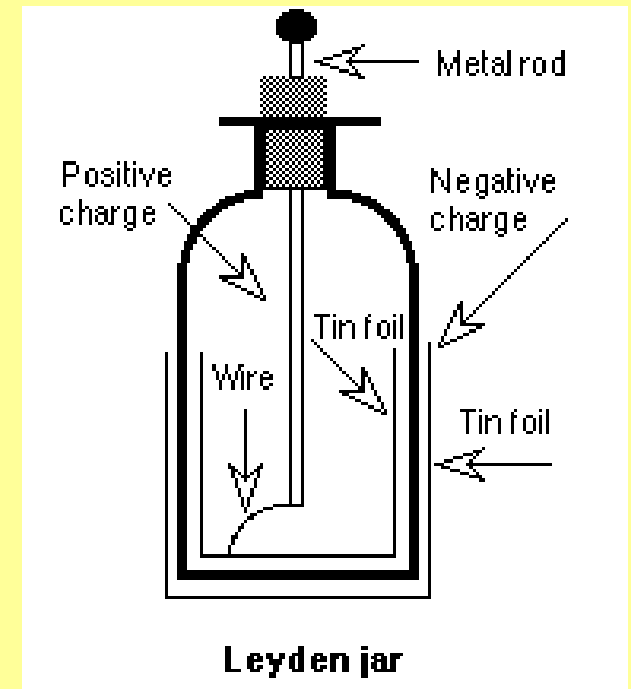 Metal rod
Positive
charge
Negative
charge
Tin foil
Wire
Tin foil
Leyden jar